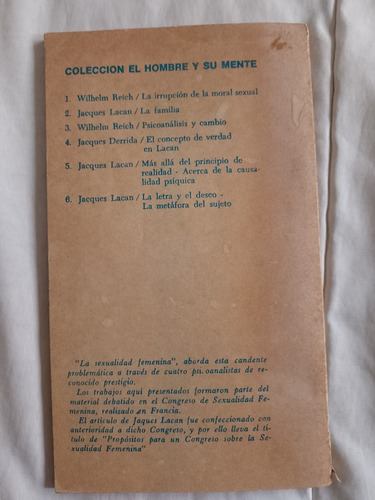 COLECCION EL HOMBRE Y SU MENTE
1. Wilhelm Reich / La irrupción de la moral sexual
2. Jacques Lacan / La familia
3. Wilhelm Reich / Psicoanálisis y cambio
4. Jacques Derrida / El concepto de verdad
en Lacan
5. Jacques Lacan / Más allá del principio de
realidad - Acerca de la causa-
lidad psíquica
6. Jacques Lacan / La letra y el deseo -
La metáfora del sujeto
"La sexualidad femenina", aborda esta candente
problemática a través de cuatro psicoanalistas de re-
conocido prestigio.
Los trabajos aquí presentados formaron parte del
material debatido en el Congreso de Sexualidad Fe-
menina, realizado en Francia.
El artículo de Jaques Lacan fue confeccionado con
anterioridad a dicho Congreso, y por ello lleva el tí-
tulo de "Propósitos para un Congreso sobre la Se-
xualidad Femenina"